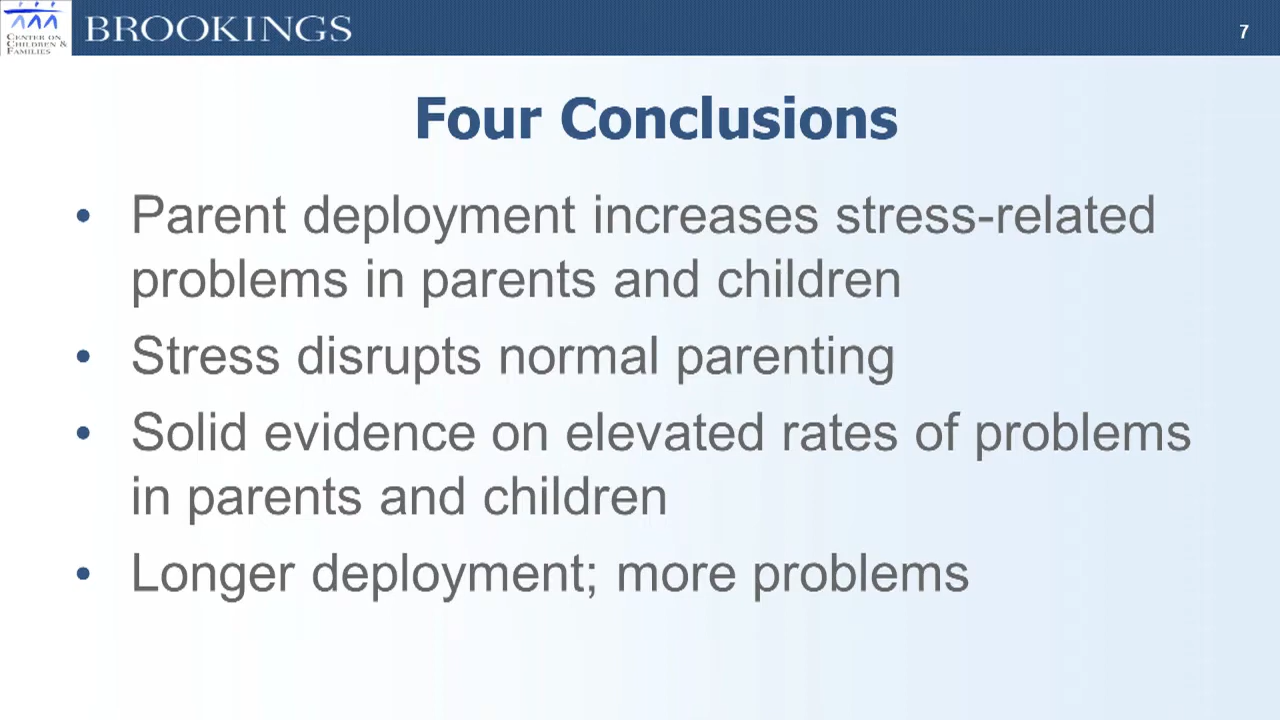 CENTER ON
CHILDREN &
FAMILIES
BROOKINGS
7
Four Conclusions
• Parent deployment increases stress-related
problems in parents and children
• Stress disrupts normal parenting
• Solid evidence on elevated rates of problems
in parents and children
• Longer deployment; more problems